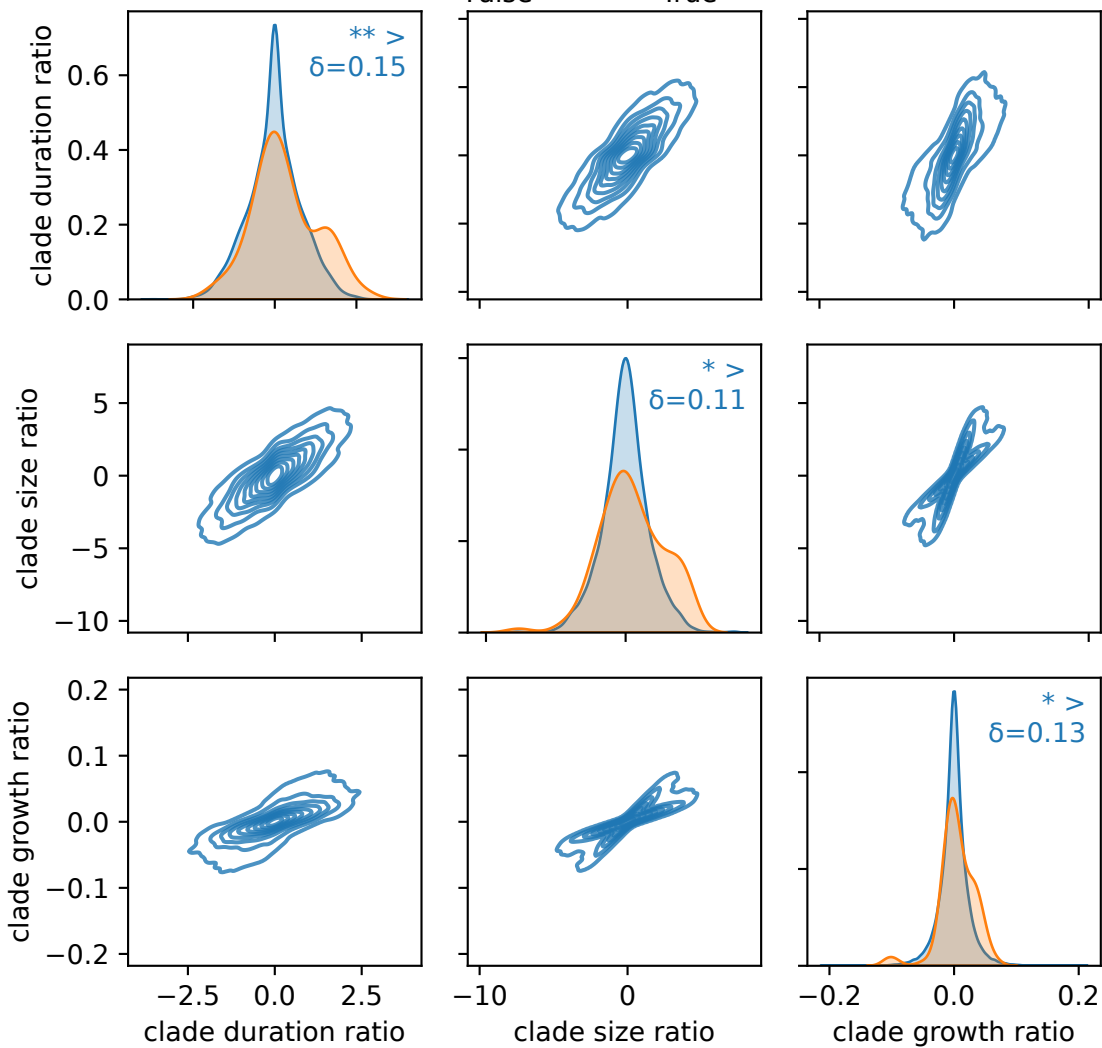 True
clade duration ratio
0.6
0.4
0.2
0.0
** >
δ=0.15
clade size ratio
5
0
−5
−10
* >
δ=0.11
clade growth ratio
0.2
0.1
0.0
−0.1
−0.2
* >
δ=0.13
−2.5
0.0
2.5
−10
0
−0.2
0.0
0.2
clade duration ratio
clade size ratio
clade growth ratio